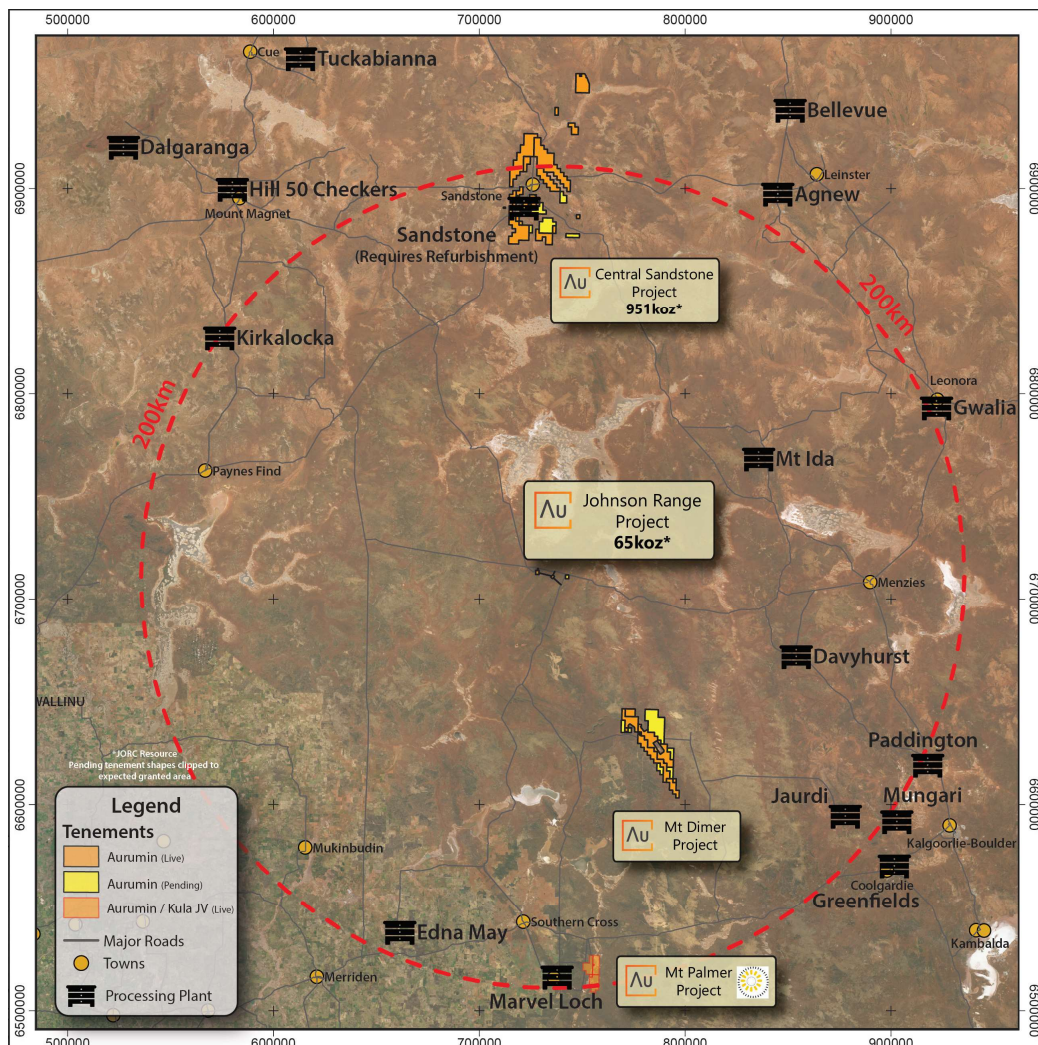 500000
600000
700000
800000
900000
Cue
Tuckabianna
Bellevue
Dalgaranga
Leinster
6900000
Hill 50 Checkers
Agnew
6900000
Mount Magnet
Sandstone
Sandstone
(Requires Refurbishment)
Central Sandstone
Project
951koz*
200km
Kirkalocka
Leonora
6800000
200km
Gwalia
6800000
Mt Ida
Paynes Find
Johnson Range
Project
65koz*
Menzies
6700000
6700000
Davyhurst
WALLINU
Paddington
*JORC Resource
Pending tenement shapes clipped to
expected granted area
Jaurdi
Mungari
6600000
6600000
Legend
Tenements
Aurumin (Live)
Aurumin (Pending)
Aurumin / Kula JV (Live)
Major Roads
Towns
Processing Plant
Mt Dimer
Project
Mukinbudin
Kalgoorlie-Boulder
Coolgardie
Greenfields
Southern Cross
Edna May
Kambalda
Merriden
Mt Palmer
Project
Marvel Loch
6500000
6500000
500000
600000
700000
800000
900000